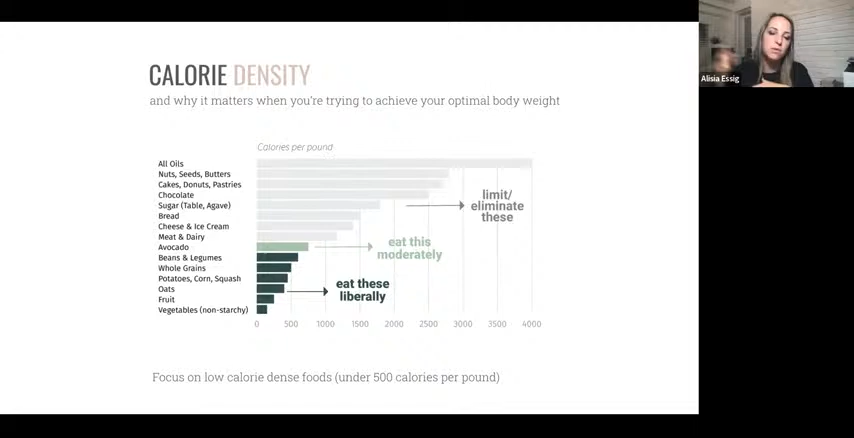 CALORIE DENSITY
and why it matters when you're trying to achieve your optimal body weight
Calories per pound
All Oils
Nuts, Seeds, Butters
Cakes, Donuts, Pastries
Chocolate
Sugar (Table, Agave)
Bread
Cheese & Ice Cream
Meat & Dairy
Avocado
Beans & Legumes
Whole Grains
Potatoes, Corn, Squash
Oats
Fruit
Vegetables (non-starchy)
limit/
eliminate
these
eat this
moderately
eat these
liberally
0 500 1000 1500 2000 2500 3000 3500 4000
Focus on low calorie dense foods (under 500 calories per pound)
Alisia Essig